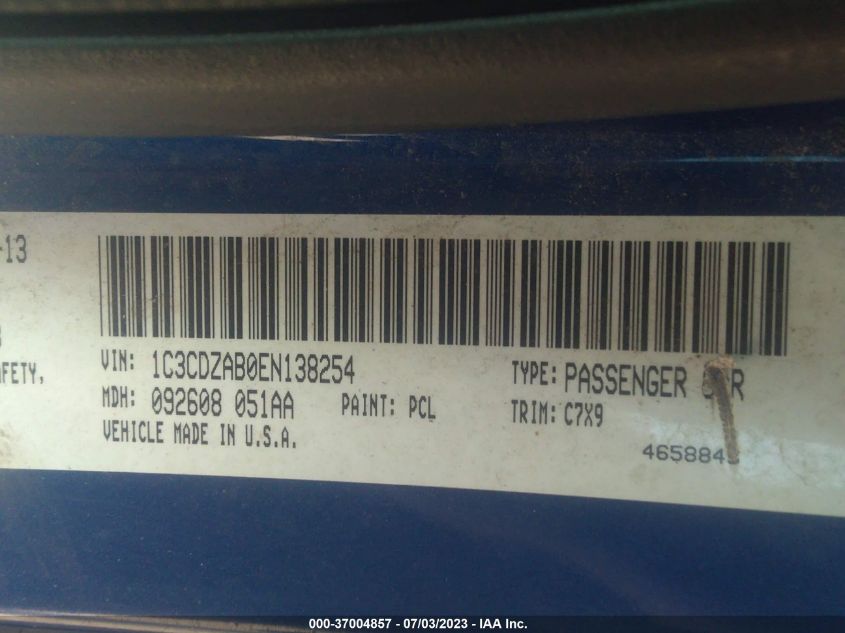 -13
AFETY,
VIN: 1C3CDZAB0EN138254
TYPE: PASSENGER
MDH: 092608 051AA PAINT: PCL
TRIM: C7X9
VEHICLE MADE IN U.S.A.
46584
000-37004857 - 07/03/2023 - IAA Inc.